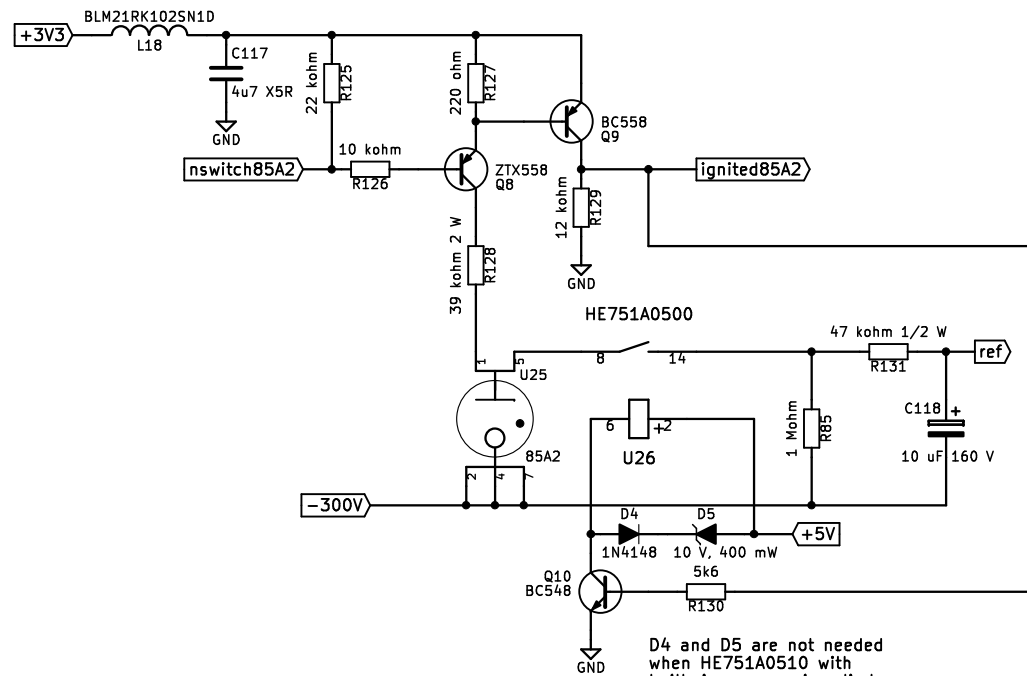 BLM21RK102SN1D
+3V3
L18
C117
4u7 X5R
GND
22 kohm
R125
220 ohm
R127
BC558
Q9
10 kohm
nswitch85A2
R126
ZTX558
Q8
ignited85A2
12 kohm
R129
GND
39 kohm 2 W
R128
HE751A0500
47 kohm 1/2 W
1
5
8
14
ref
R131
U25
C118
+
1 Mohm
R85
6
+2
U26
85A2
10 uF 160 V
2
4
7
-300V
D4
D5
+5V
1N4148
10 V, 400 mW
5k6
Q10
BC548
R130
GND
D4 and D5 are not needed
when HE751A0510 with